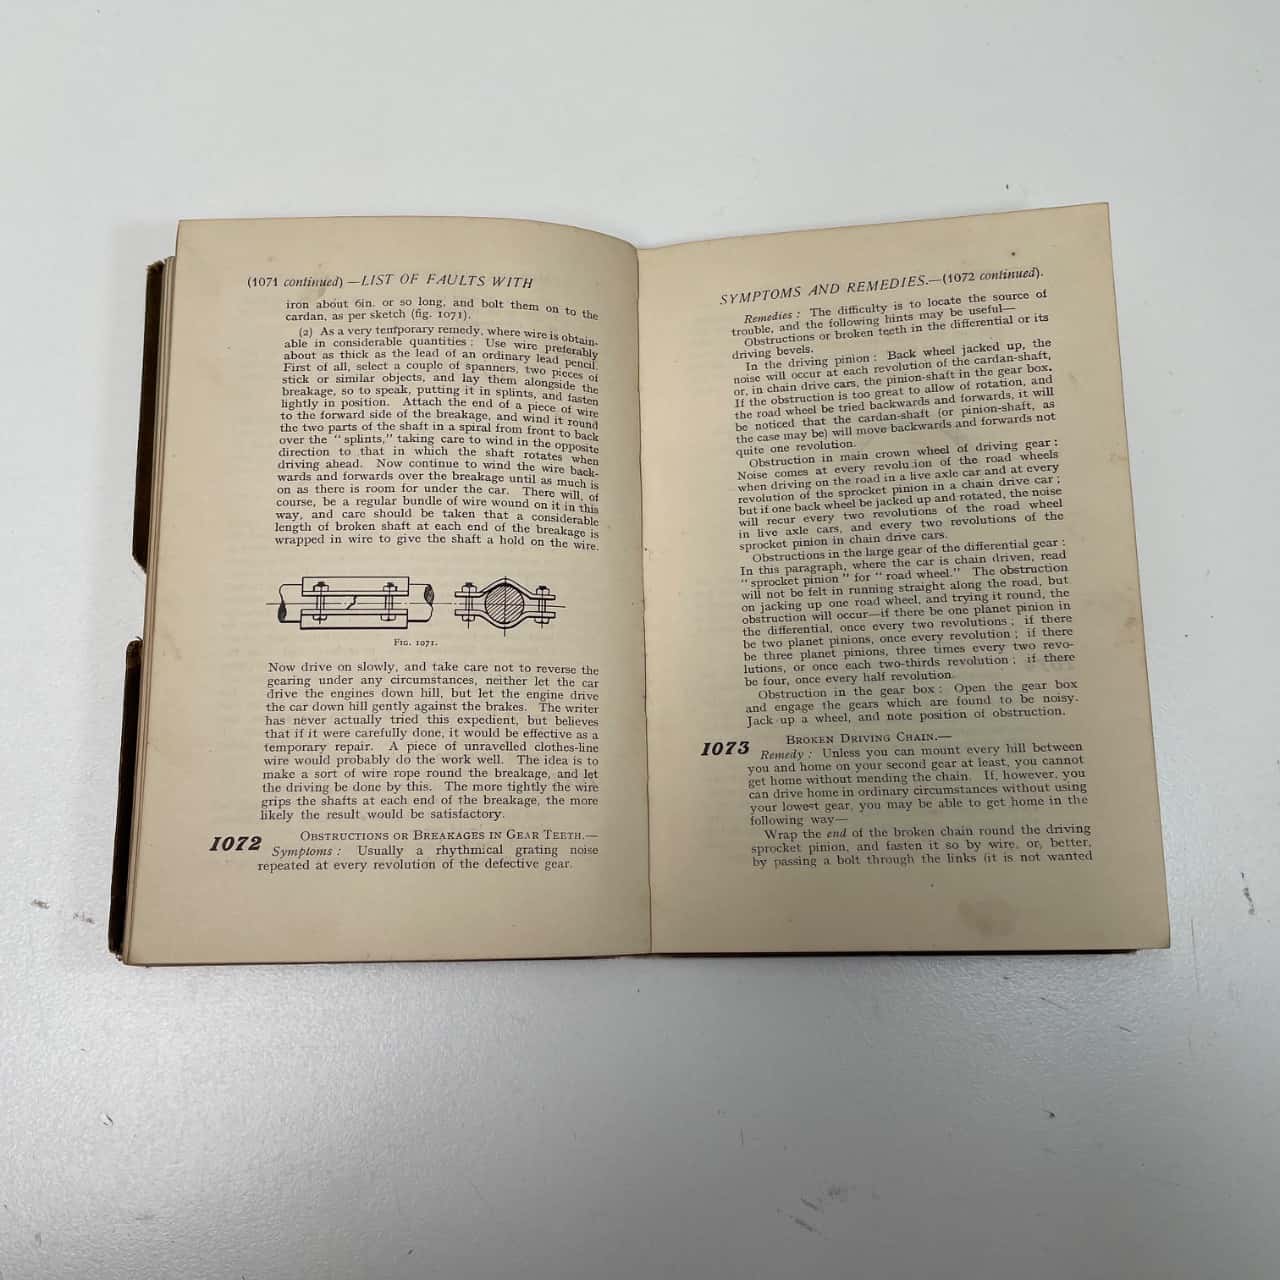 (1071 continued) —LIST OF FAULTS WITH
iron about 6in. or so long, and bolt them on to the
cardan, as per sketch (fig. 1071).
(2) As a very temporary remedy, where wire is obtain-
able in considerable quantities : Use wire preferably
about as thick as the lead of an ordinary lead pencil.
First of all, select a couple of spanners, two pieces of
stick or similar objects, and lay them alongside the
breakage, so to speak, putting it in splints, and fasten
lightly in position. Attach the end of a piece of wire
to the forward side of the breakage, and wind it round
the two parts of the shaft in a spiral from front to back
over the “ splints,” taking care to wind in the opposite
direction to that in which the shaft rotates when
driving ahead. Now continue to wind the wire back-
wards and forwards over the breakage until as much is
on as there is room for under the car. There will, of
course, be a regular bundle of wire wound on it in this
way, and care should be taken that a considerable
length of broken shaft at each end of the breakage is
wrapped in wire to give the shaft a hold on the wire.
FIG. 1071.
Now drive on slowly, and take care not to reverse the
gearing under any circumstances, neither let the car
drive the engines down hill, but let the engine drive
the car down hill gently against the brakes. The writer
has never actually tried this expedient, but believes
that if it were carefully done, it would be effective as a
temporary repair. A piece of unravelled clothes-line
wire would probably do the work well. The idea is to
make a sort of wire rope round the breakage, and let
the driving be done by this. The more tightly the wire
grips the shafts at each end of the breakage, the more
likely the result would be satisfactory.
1072 OBSTRUCTIONS OR BREAKAGES IN GEAR TEETH.—
Symptoms : Usually a rhythmical grating noise
repeated at every revolution of the defective gear.
SYMPTOMS AND REMEDIES.—(1072 continued).
Remedies : The difficulty is to locate the source of
trouble, and the following hints may be useful—
Obstructions or broken teeth in the differential or its
driving bevels.
In the driving pinion : Back wheel jacked up, the
noise will occur at each revolution of the cardan-shaft,
or, in chain drive cars, the pinion-shaft in the gear box.
If the obstruction is too great to allow of rotation, and
the road wheel be tried backwards and forwards, it will
be noticed that the cardan-shaft (or pinion-shaft, as
the case may be) will move backwards and forwards not
quite one revolution.
Obstruction in main crown wheel of driving gear :
Noise comes at every revolution of the road wheels
when driving on the road in a live axle car and at every
revolution of the sprocket pinion in a chain drive car ;
but if one back wheel be jacked up and rotated, the noise
will recur every two revolutions of the road wheel
in live axle cars, and every two revolutions of the
sprocket pinion in chain drive cars.
Obstructions in the large gear of the differential gear :
In this paragraph, where the car is chain driven, read
“ sprocket pinion ” for “ road wheel.” The obstruction
will not be felt in running straight along the road, but
on jacking up one road wheel, and trying it round, the
obstruction will occur—if there be one planet pinion in
the differential, once every two revolutions ; if there
be two planet pinions, once every revolution ; if there
be three planet pinions, three times every two revo-
lutions, or once each two-thirds revolution ; if there
be four, once every half revolution.
Obstruction in the gear box : Open the gear box
and engage the gears which are found to be noisy.
Jack up a wheel, and note position of obstruction.
1073 BROKEN DRIVING CHAIN.—
Remedy : Unless you can mount every hill between
you and home on your second gear at least, you cannot
get home without mending the chain. If, however, you
can drive home in ordinary circumstances without using
your lowest gear, you may be able to get home in the
following way—
Wrap the end of the broken chain round the driving
sprocket pinion, and fasten it so by wire, or, better,
by passing a bolt through the links (it is not wanted